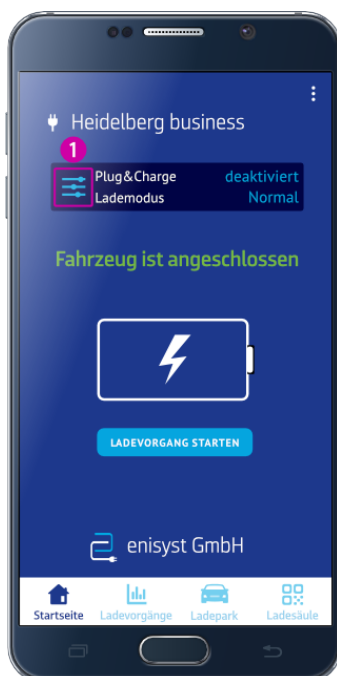 Heidelberg business
1
Plug&Charge deaktiviert
Lademodus Normal
Fahrzeug ist angeschlossen
LADEVORGANG STARTEN
enisyst GmbH
Startseite Ladevorgänge Ladepark Ladesäule